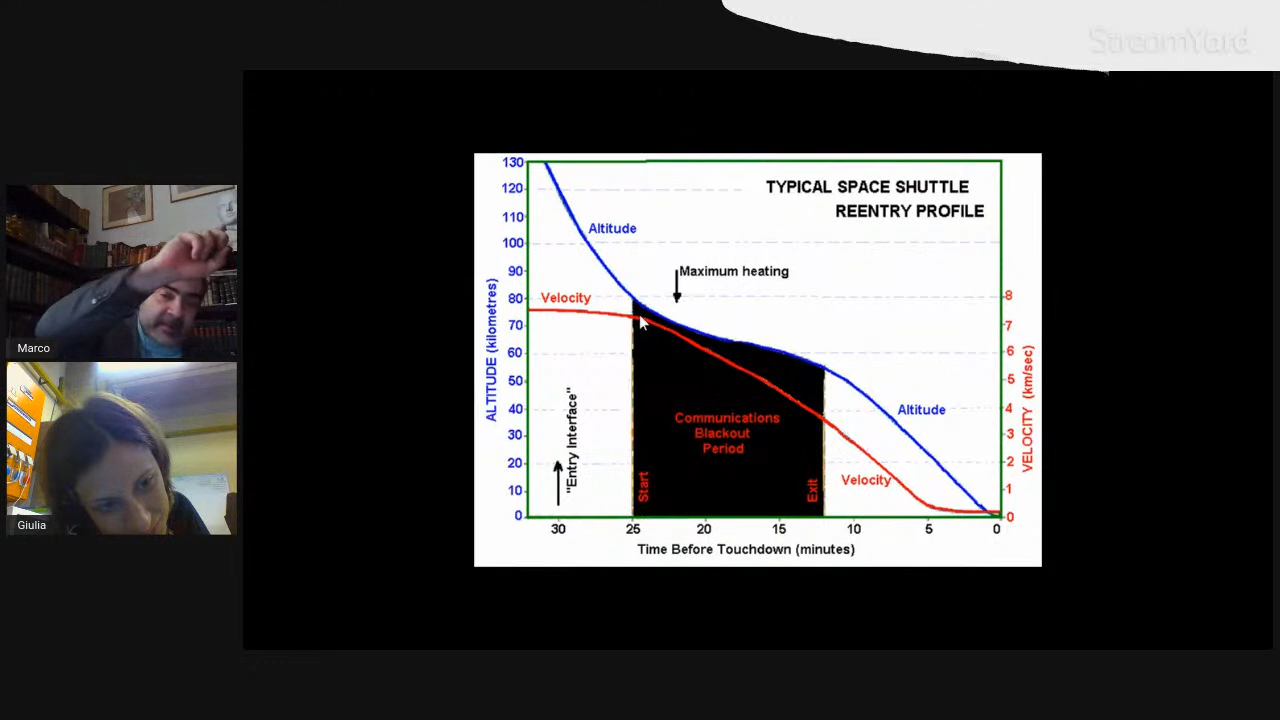 StreamYard
Marco
Giulia
TYPICAL SPACE SHUTTLE
REENTRY PROFILE
ALTITUDE (kilometres)
130
120
110
100
90
80
70
60
50
40
30
20
10
0
Altitude
Maximum heating
Velocity
"Entry Interface"
Start
Communications
Blackout
Period
Exit
Altitude
Velocity
8
7
6
5
4
3
2
1
0
VELOCITY (km/sec)
30 25 20 15 10 5 0
Time Before Touchdown (minutes)